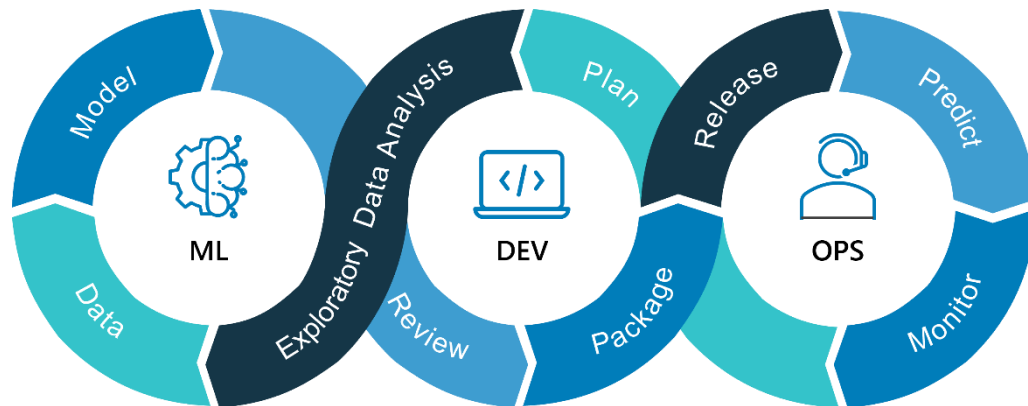 Model
Data
Exploratory Data Analysis
Review
Plan
Package
Release
Predict
Monitor
ML
DEV
</>
OPS